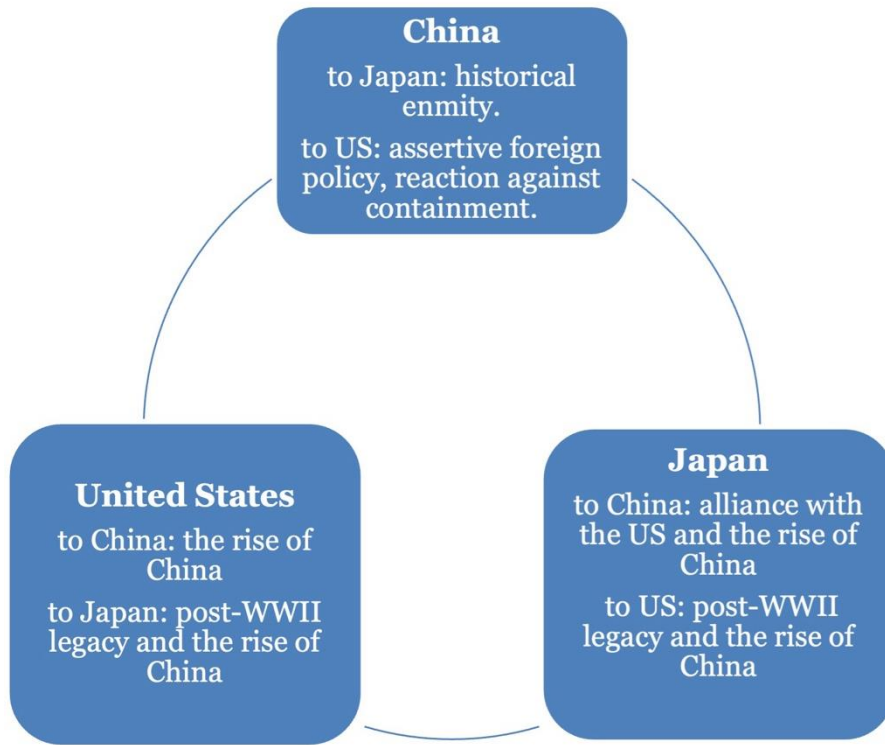 China
to Japan: historical
enmity.
to US: assertive foreign
policy, reaction against
containment.
United States
to China: the rise of
China
to Japan: post-WWII
legacy and the rise of
China
Japan
to China: alliance with
the US and the rise of
China
to US: post-WWII
legacy and the rise of
China